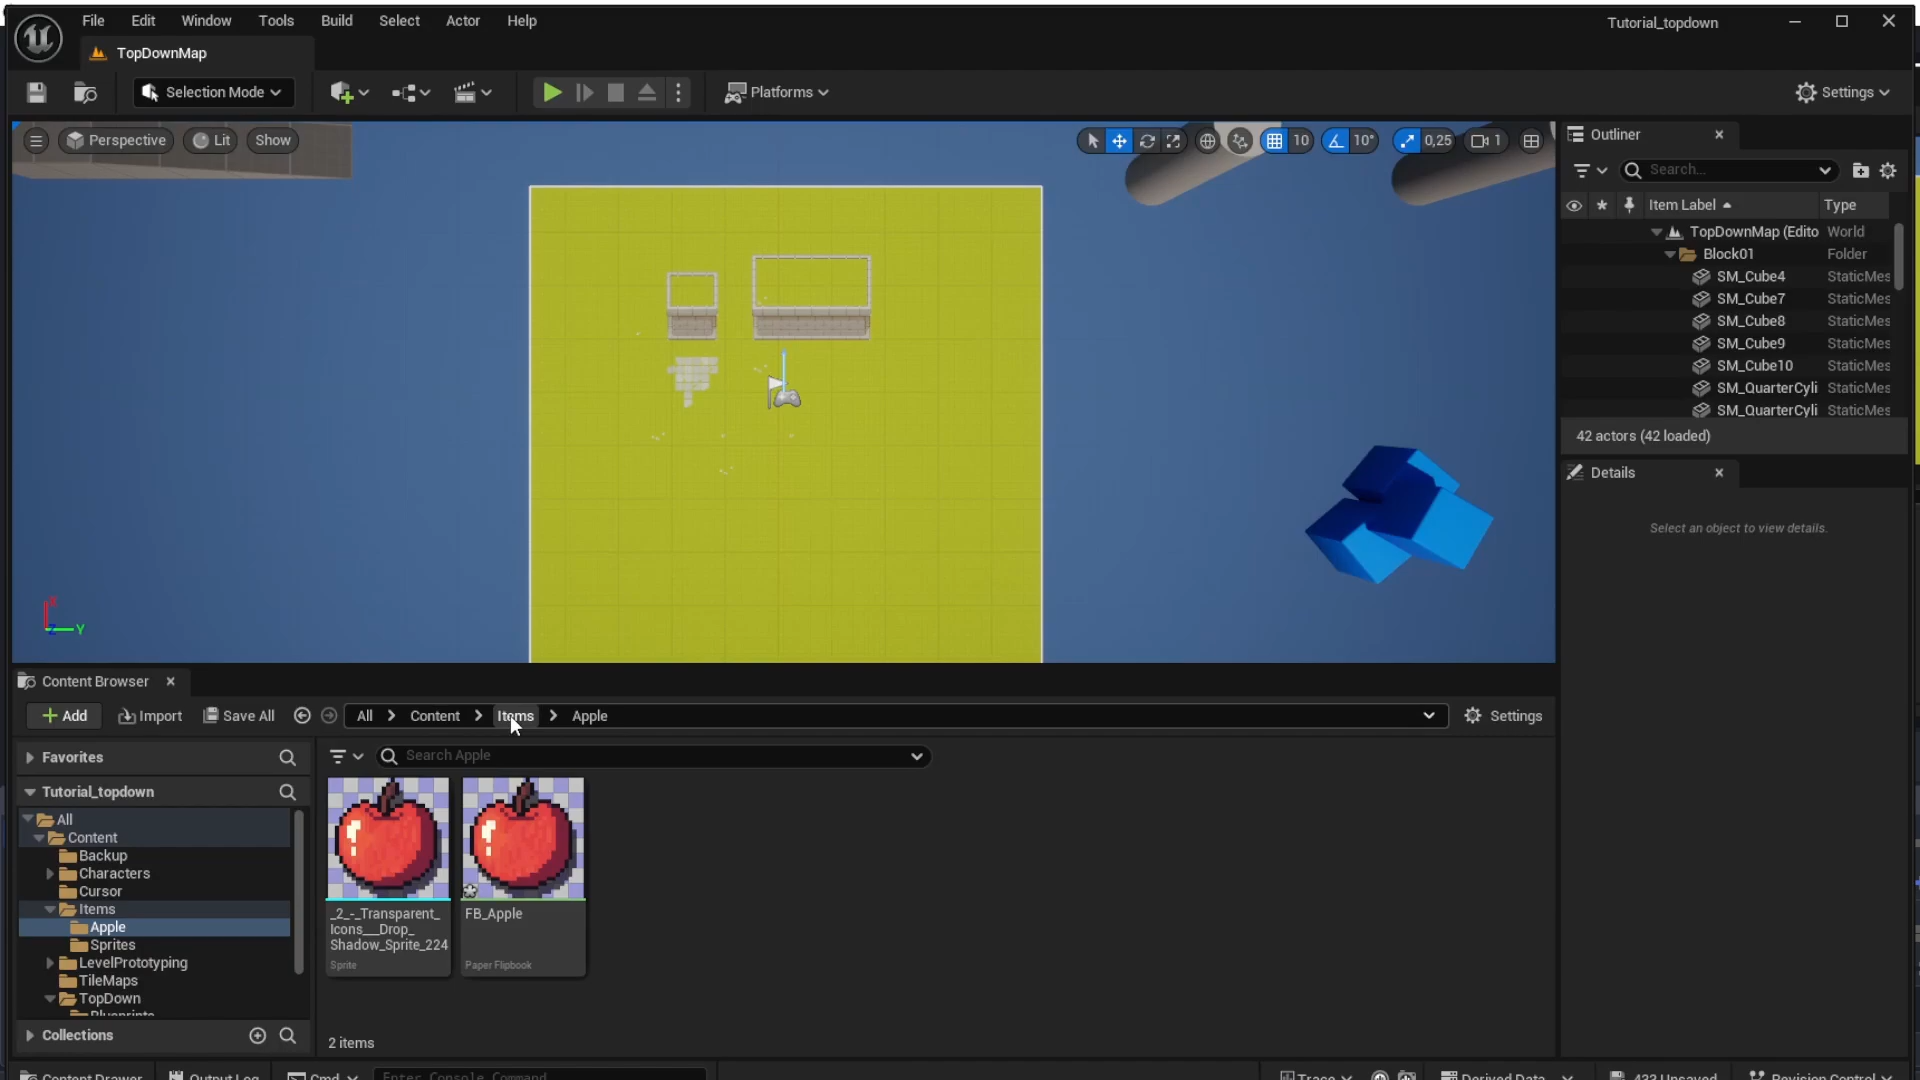 File Edit Window Tools Build Select Actor Help Tutorial_topdown
TopDownMap
Selection Mode Platforms Settings
Perspective Lit Show 10 10° 0,25 1
Outliner
Search...
Item Label Type
TopDownMap (Edito World
Block01 Folder
SM_Cube4 StaticMes
SM_Cube7 StaticMes
SM_Cube8 StaticMes
SM_Cube9 StaticMes
SM_Cube10 StaticMes
SM_QuarterCyli StaticMes
SM_QuarterCyli StaticMes
42 actors (42 loaded)
Details
Select an object to view details.
Y
Content Browser
Add Import Save All All Content Items Apple Settings
Favorites
Search Apple
Tutorial_topdown
All
Content
Backup
Characters
Cursor
Items
Apple
Sprites
LevelPrototyping
TileMaps
TopDown
Blueprints
Collections
_2_-_Transparent_
Icons__Drop_
Shadow_Sprite_224
Sprite
FB_Apple
Paper Flipbook
2 items
Content Drawer Output Log Cmd Enter Console Command Trace Derived Data 433 Unsaved Revision Control